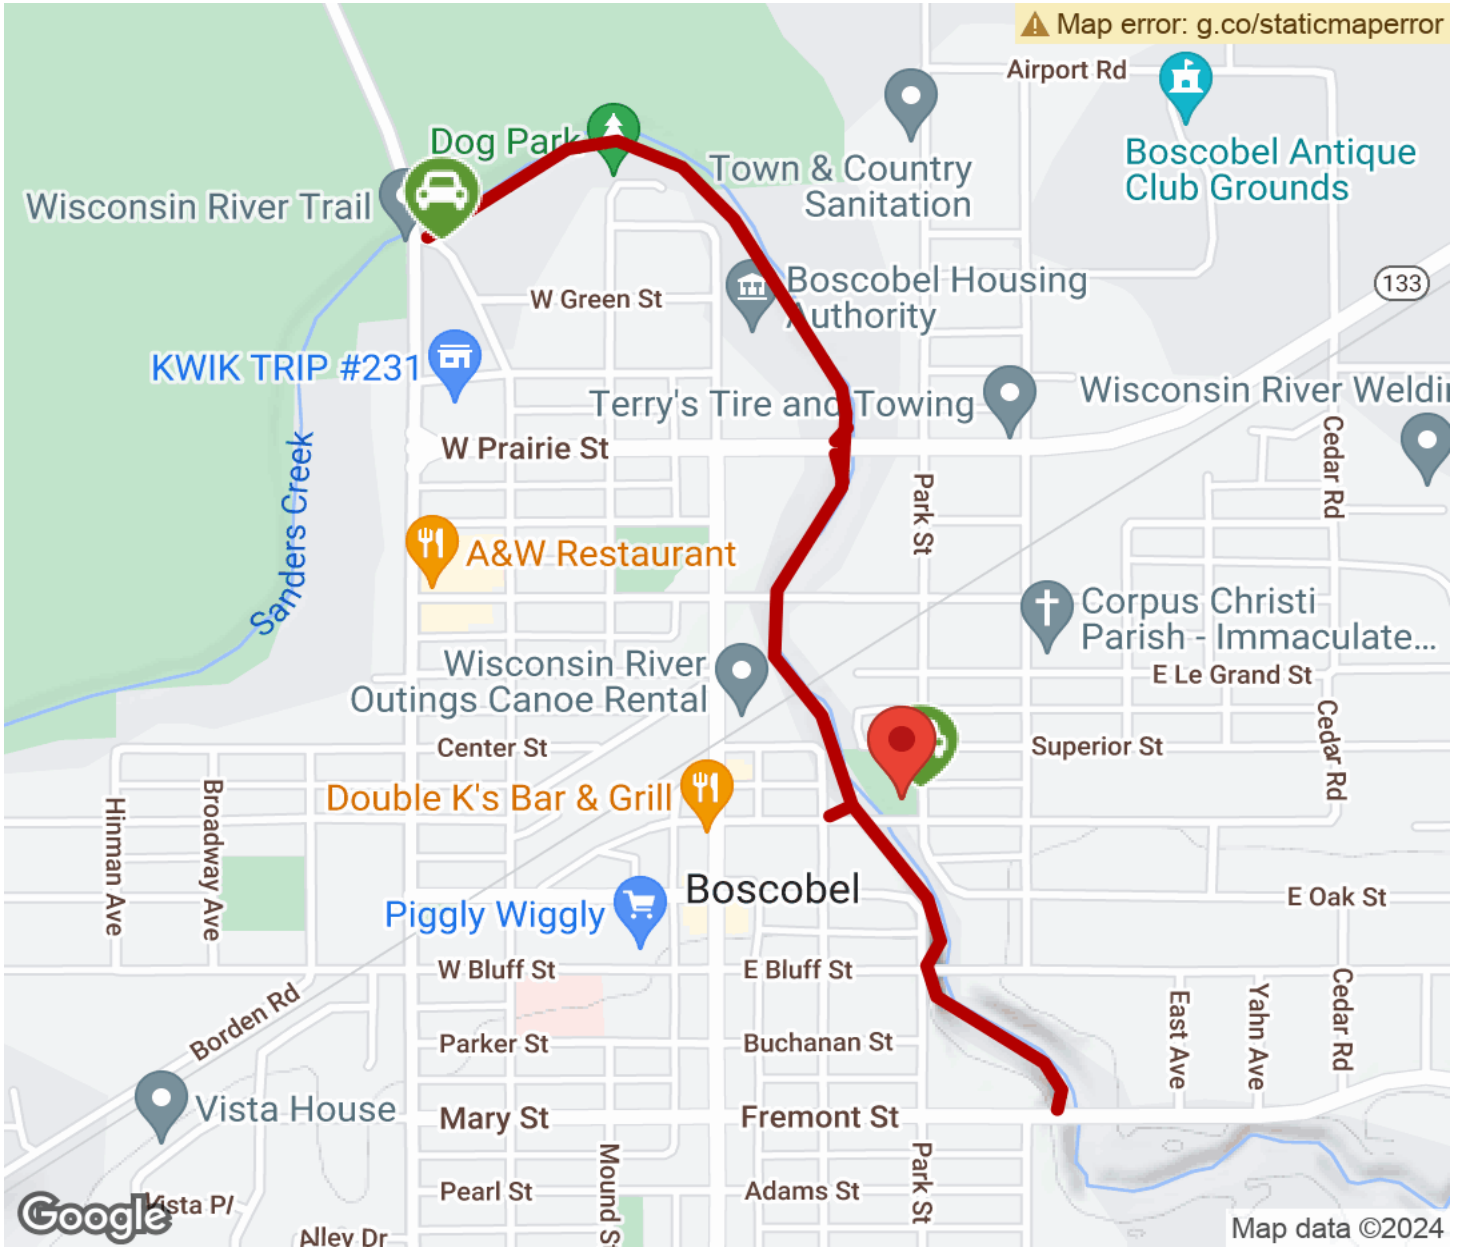 Map error: g.co/staticmaperror
Airport Rd
Dog Park
Boscobel Antique
Club Grounds
Town & Country
Sanitation
Wisconsin River Trail
133
Boscobel Housing
Authority
W Green St
KWIK TRIP #231
Terry's Tire and Towing
Wisconsin River Weldi
W Prairie St
Cedar Rd
Sanders Creek
Park St
A&W Restaurant
Corpus Christi
Parish - Immaculate...
Wisconsin River
Outings Canoe Rental
E Le Grand St
Cedar Rd
Center St
Superior St
Double K's Bar & Grill
Hinman Ave
Broadway Ave
Boscobel
E Oak St
Piggly Wiggly
W Bluff St
E Bluff St
Borden Rd
East Ave
Yahn Ave
Cedar Rd
Parker St
Buchanan St
Vista House
Mary St
Fremont St
Mound S
Park St
Pearl St
Adams St
Vista Pl
Google
Alley Dr
Map data ©2024